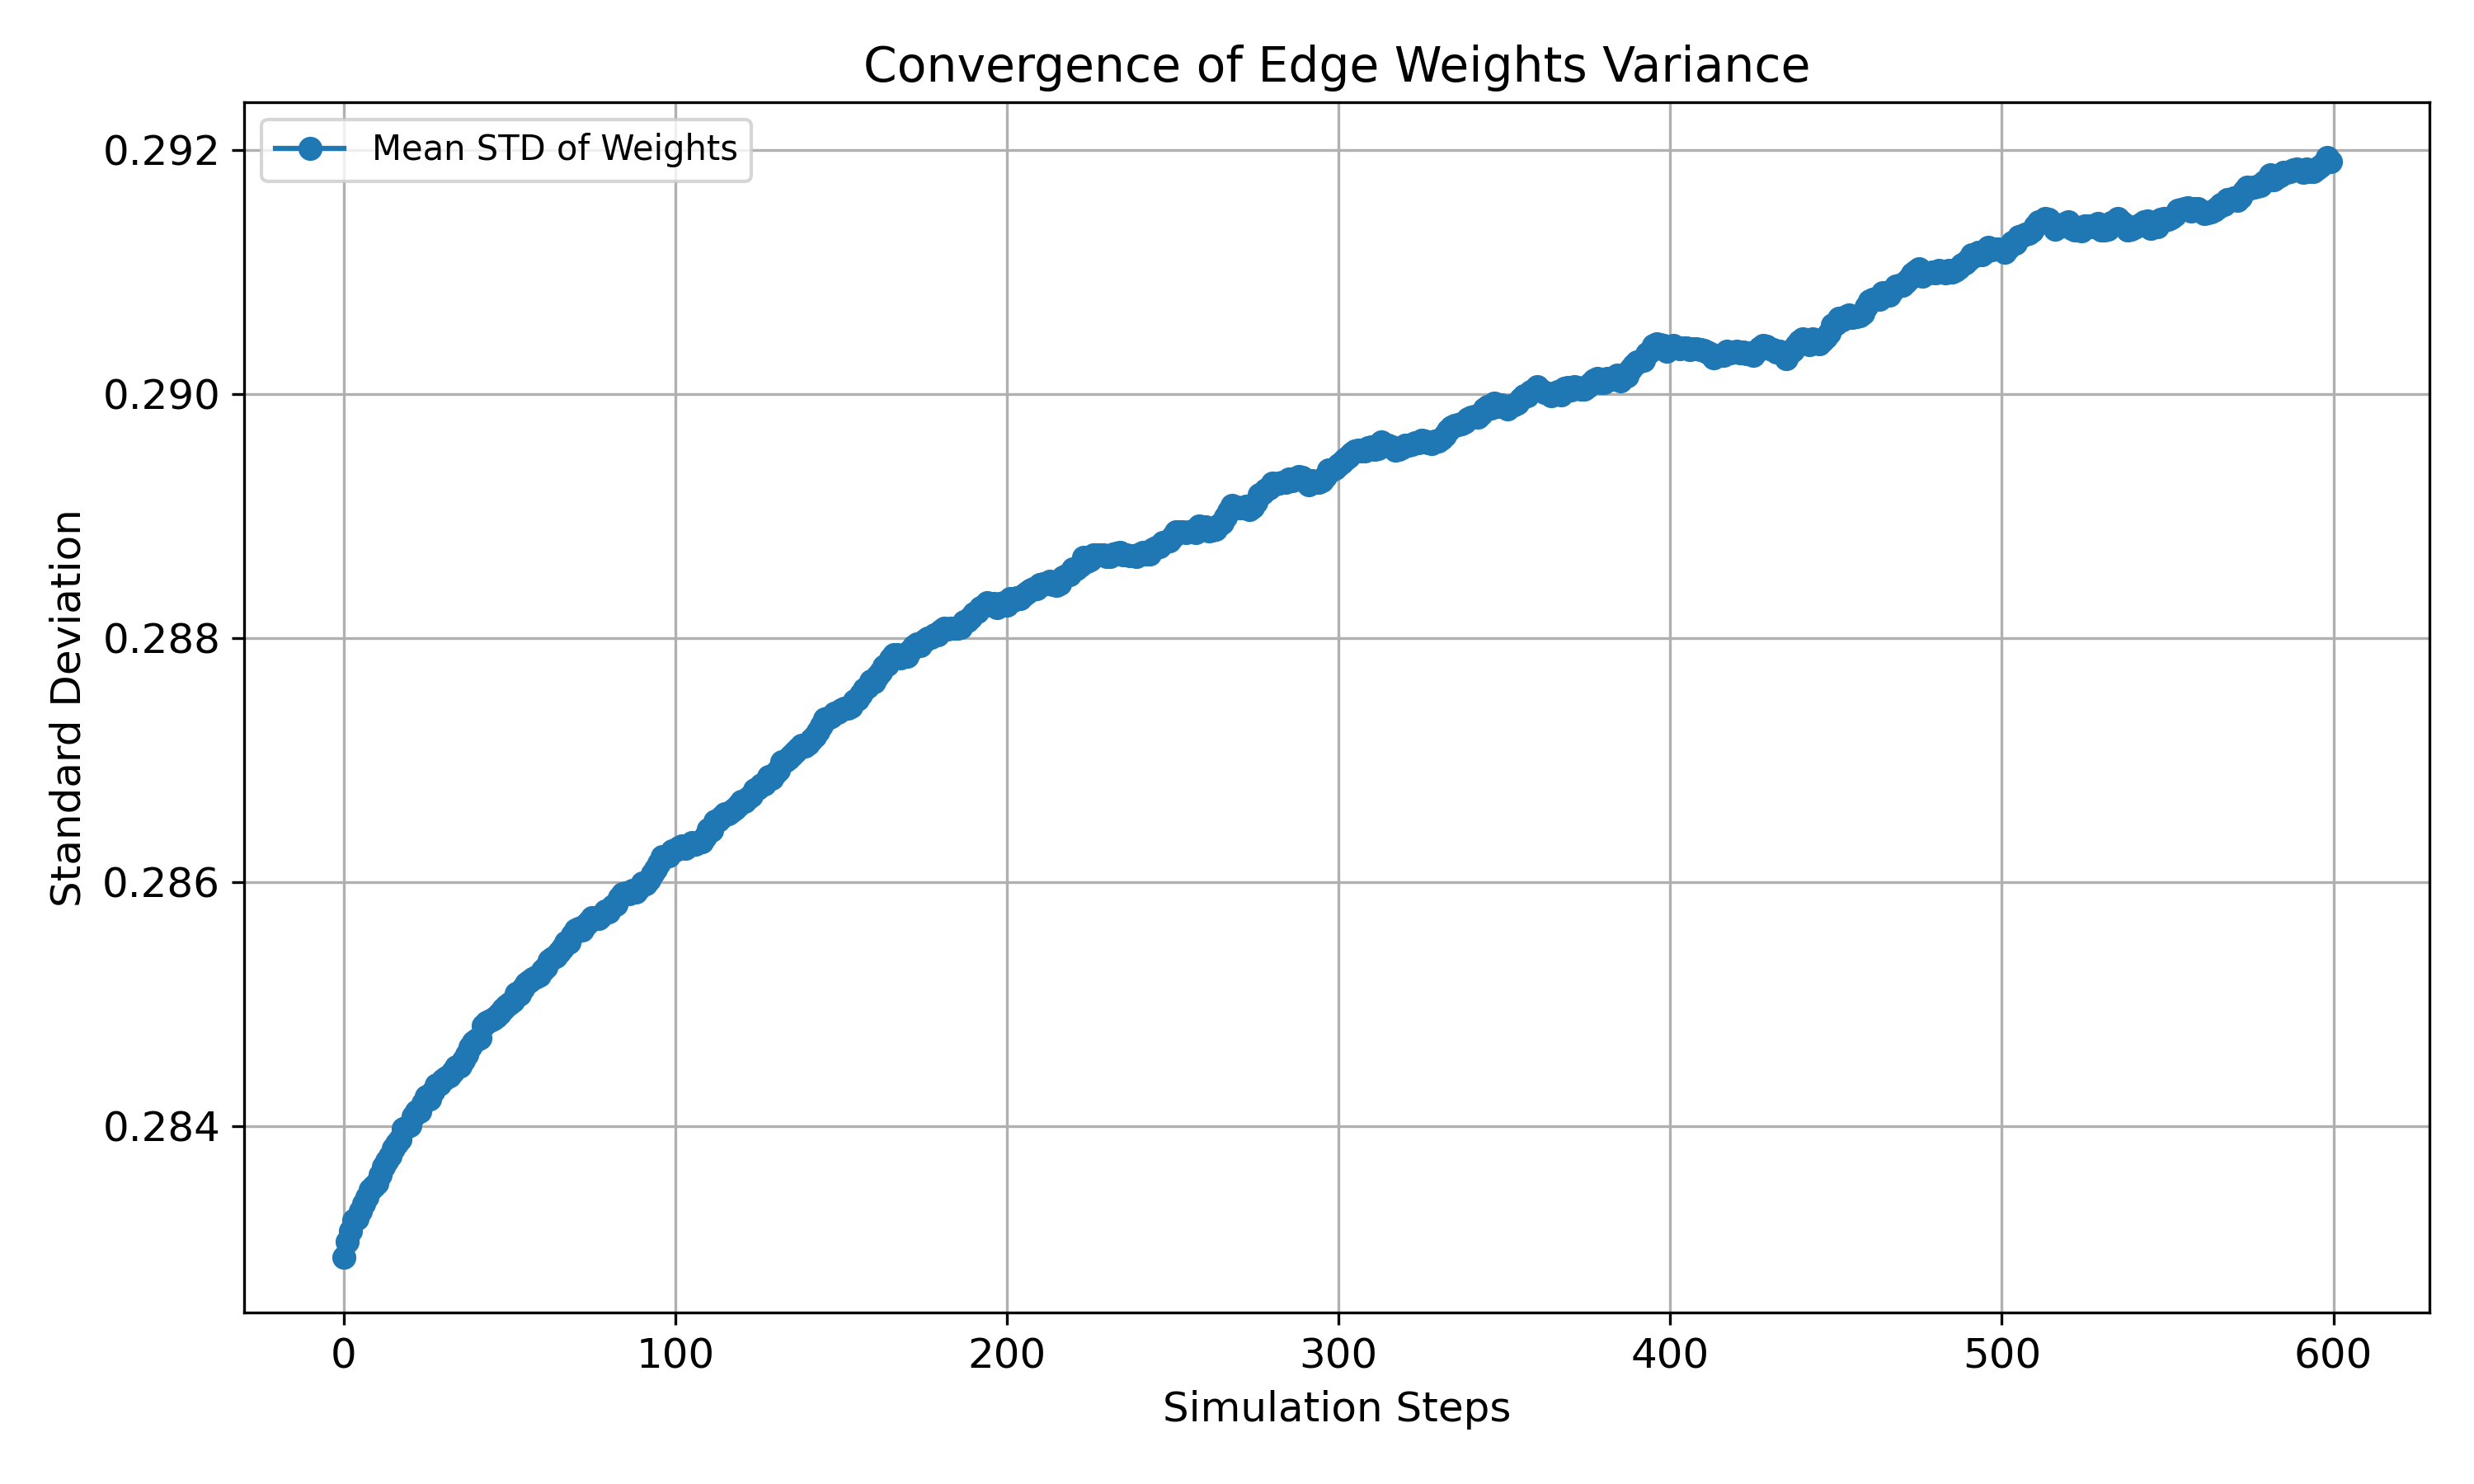 Convergence of Edge Weights Variance
Mean STD of Weights
Standard Deviation
0.292
0.290
0.288
0.286
0.284
0 100 200 300 400 500 600
Simulation Steps